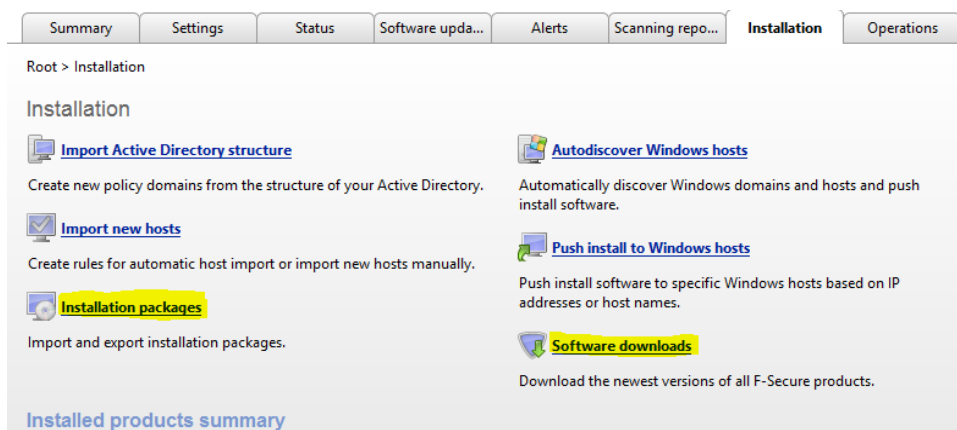 Summary
Settings
Status
Software upda...
Alerts
Scanning repo...
Installation
Operations
Root > Installation
Installation
Import Active Directory structure
Create new policy domains from the structure of your Active Directory.
Import new hosts
Create rules for automatic host import or import new hosts manually.
Installation packages
Import and export installation packages.
Autodiscover Windows hosts
Automatically discover Windows domains and hosts and push
install software.
Push install to Windows hosts
Push install software to specific Windows hosts based on IP
addresses or host names.
Software downloads
Download the newest versions of all F-Secure products.
Installed products summary